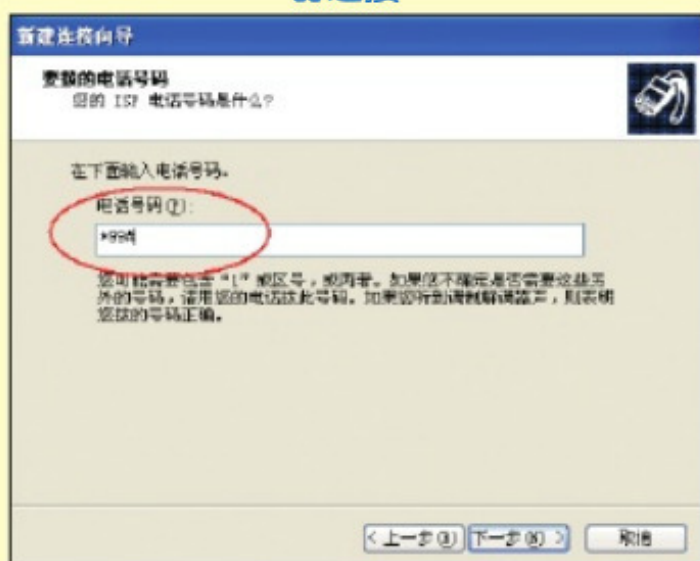 新建连接向导
要拨的电话号码
您的 ISP 电话号码是什么?
在下面输入电话号码。
电话号码(P):
*99#
您可能需要包含“1”或区号，或两者。如果您不确定是否需要这些另
外的号码，请用您的电话拨此号码。如果您听到调制解调器声，则表明
您拨的号码正确。
<上一步(B) 下一步(N)> 取消